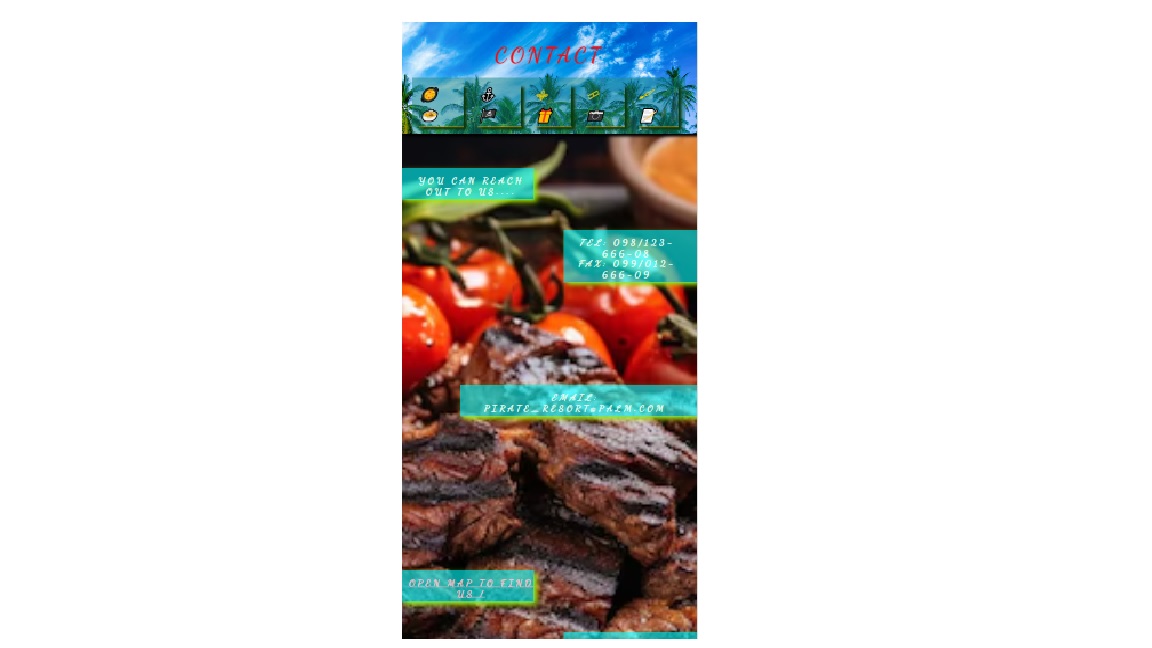 CONTACT
YOU CAN REACH
OUT TO US....
TEL: 098/123-
666-08
FAX: 099/012-
666-09
EMAIL:
PIRATE_RESORT@PALM.COM
OPEN MAP TO FIND
US !